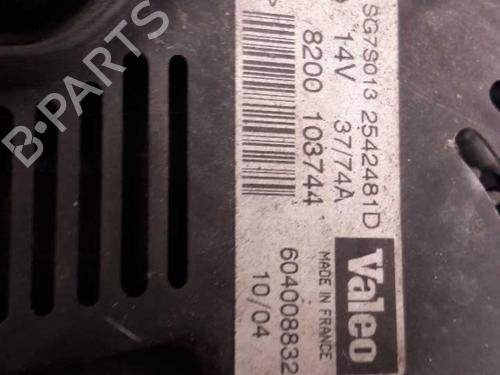 SG7S013 2542481D
14V 37/74A
8200 103744
604008832
10/04
Valeo
MADE IN FRANCE
B-PARTS